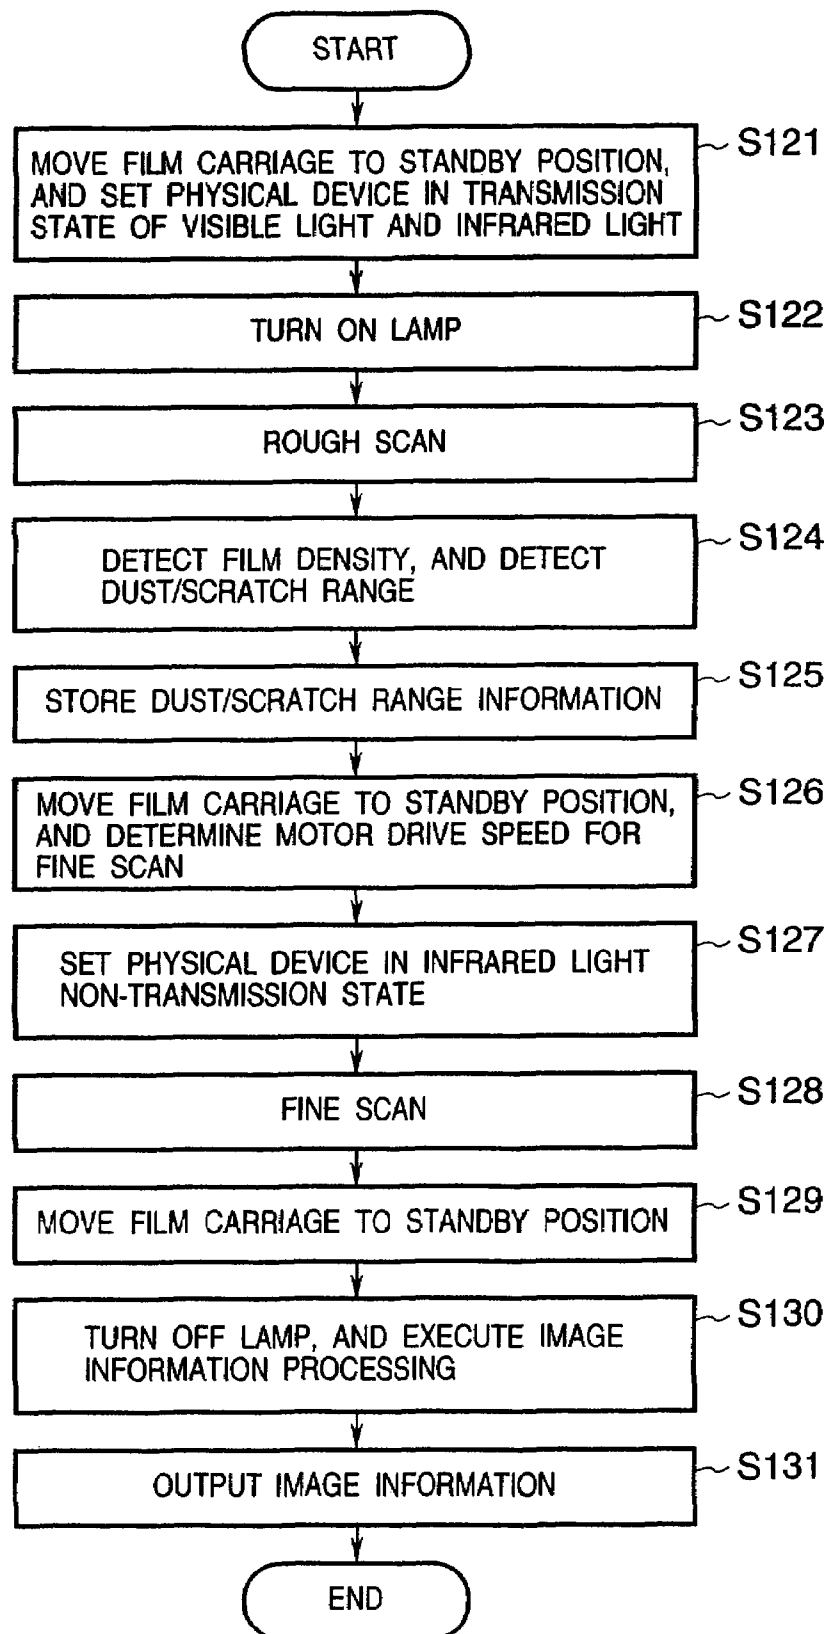 START
S121
MOVE FILM CARRIAGE TO STANDBY POSITION,
AND SET PHYSICAL DEVICE IN TRANSMISSION
STATE OF VISIBLE LIGHT AND INFRARED LIGHT
S122
TURN ON LAMP
S123
ROUGH SCAN
S124
DETECT FILM DENSITY, AND DETECT
DUST/SCRATCH RANGE
S125
STORE DUST/SCRATCH RANGE INFORMATION
S126
MOVE FILM CARRIAGE TO STANDBY POSITION,
AND DETERMINE MOTOR DRIVE SPEED FOR
FINE SCAN
S127
SET PHYSICAL DEVICE IN INFRARED LIGHT
NON-TRANSMISSION STATE
S128
FINE SCAN
S129
MOVE FILM CARRIAGE TO STANDBY POSITION
S130
TURN OFF LAMP, AND EXECUTE IMAGE
INFORMATION PROCESSING
S131
OUTPUT IMAGE INFORMATION
END